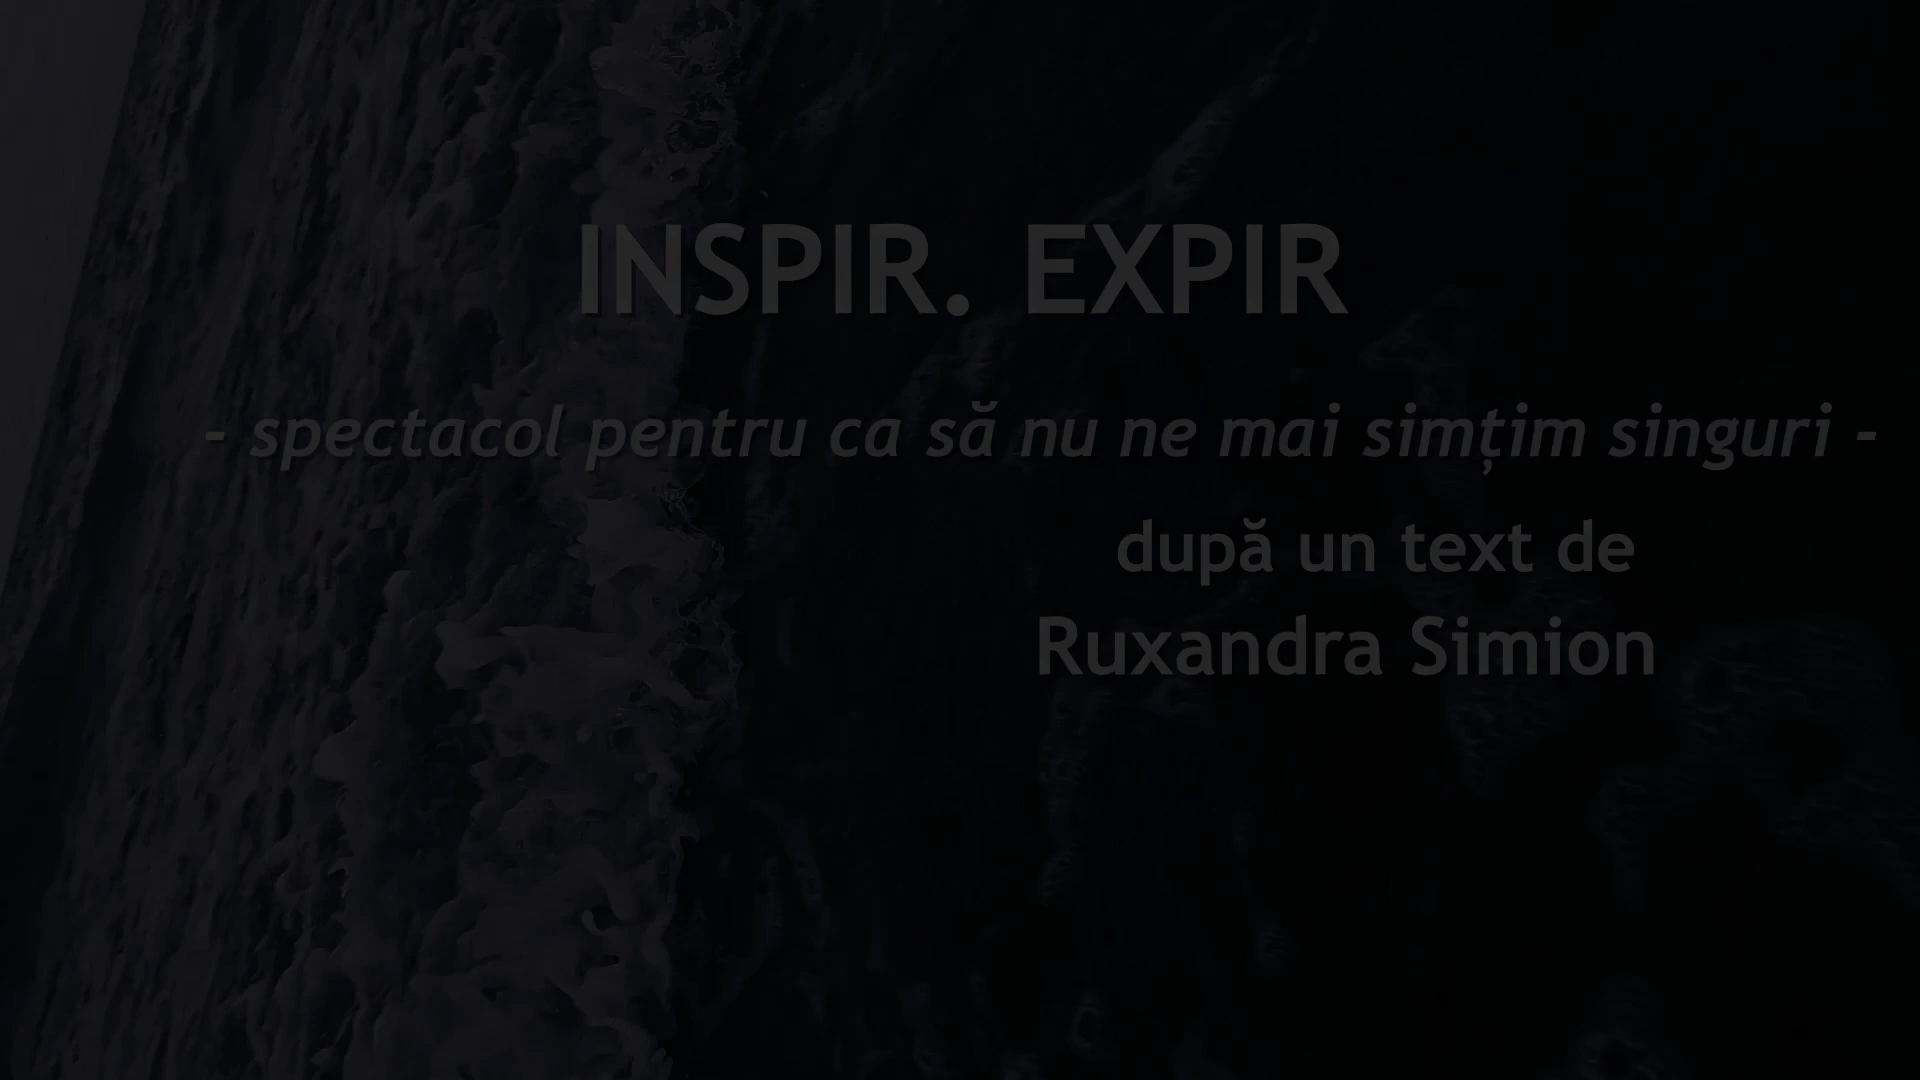 INSPIR. EXPIR
- spectacol pentru ca să nu ne mai simțim singuri -
după un text de
Ruxandra Simion